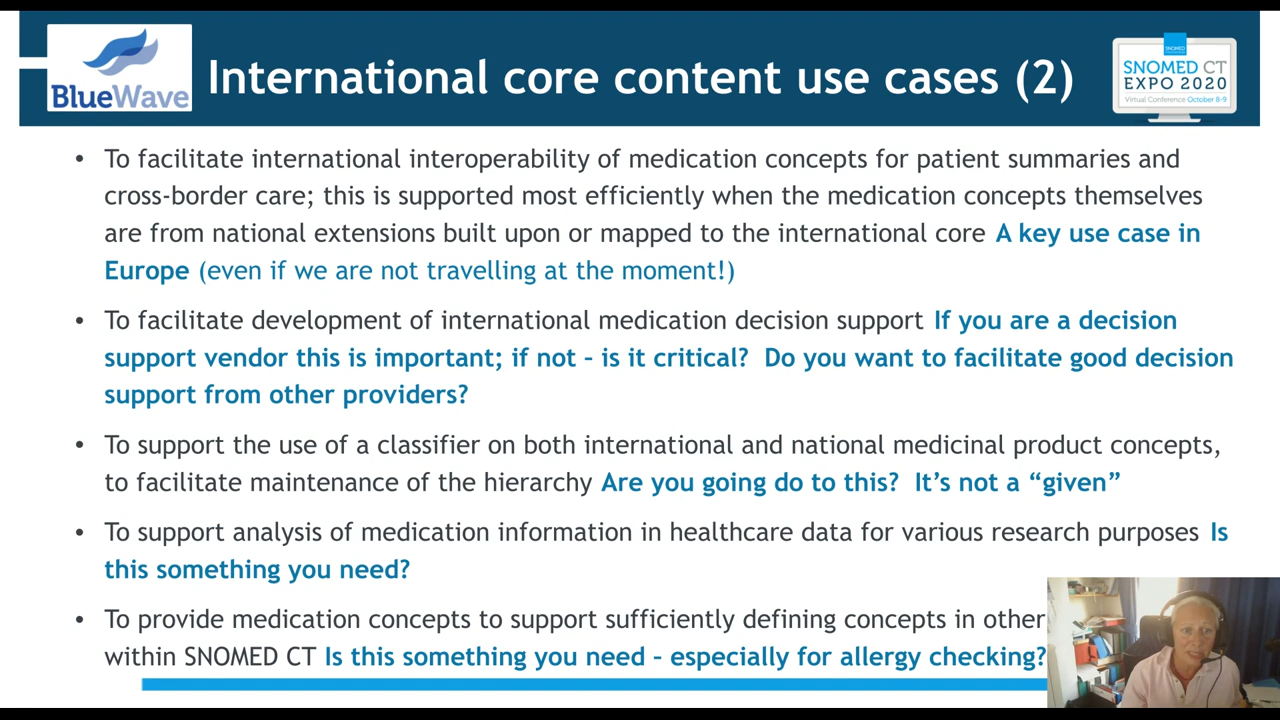 BlueWave
International core content use cases (2)
SNOMED
SNOMED CT
EXPO 2020
Virtual Conference October 8-9
• To facilitate international interoperability of medication concepts for patient summaries and
cross-border care; this is supported most efficiently when the medication concepts themselves
are from national extensions built upon or mapped to the international core A key use case in
Europe (even if we are not travelling at the moment!)
• To facilitate development of international medication decision support If you are a decision
support vendor this is important; if not – is it critical? Do you want to facilitate good decision
support from other providers?
• To support the use of a classifier on both international and national medicinal product concepts,
to facilitate maintenance of the hierarchy Are you going do to this? It's not a “given”
• To support analysis of medication information in healthcare data for various research purposes Is
this something you need?
• To provide medication concepts to support sufficiently defining concepts in other
within SNOMED CT Is this something you need – especially for allergy checking?